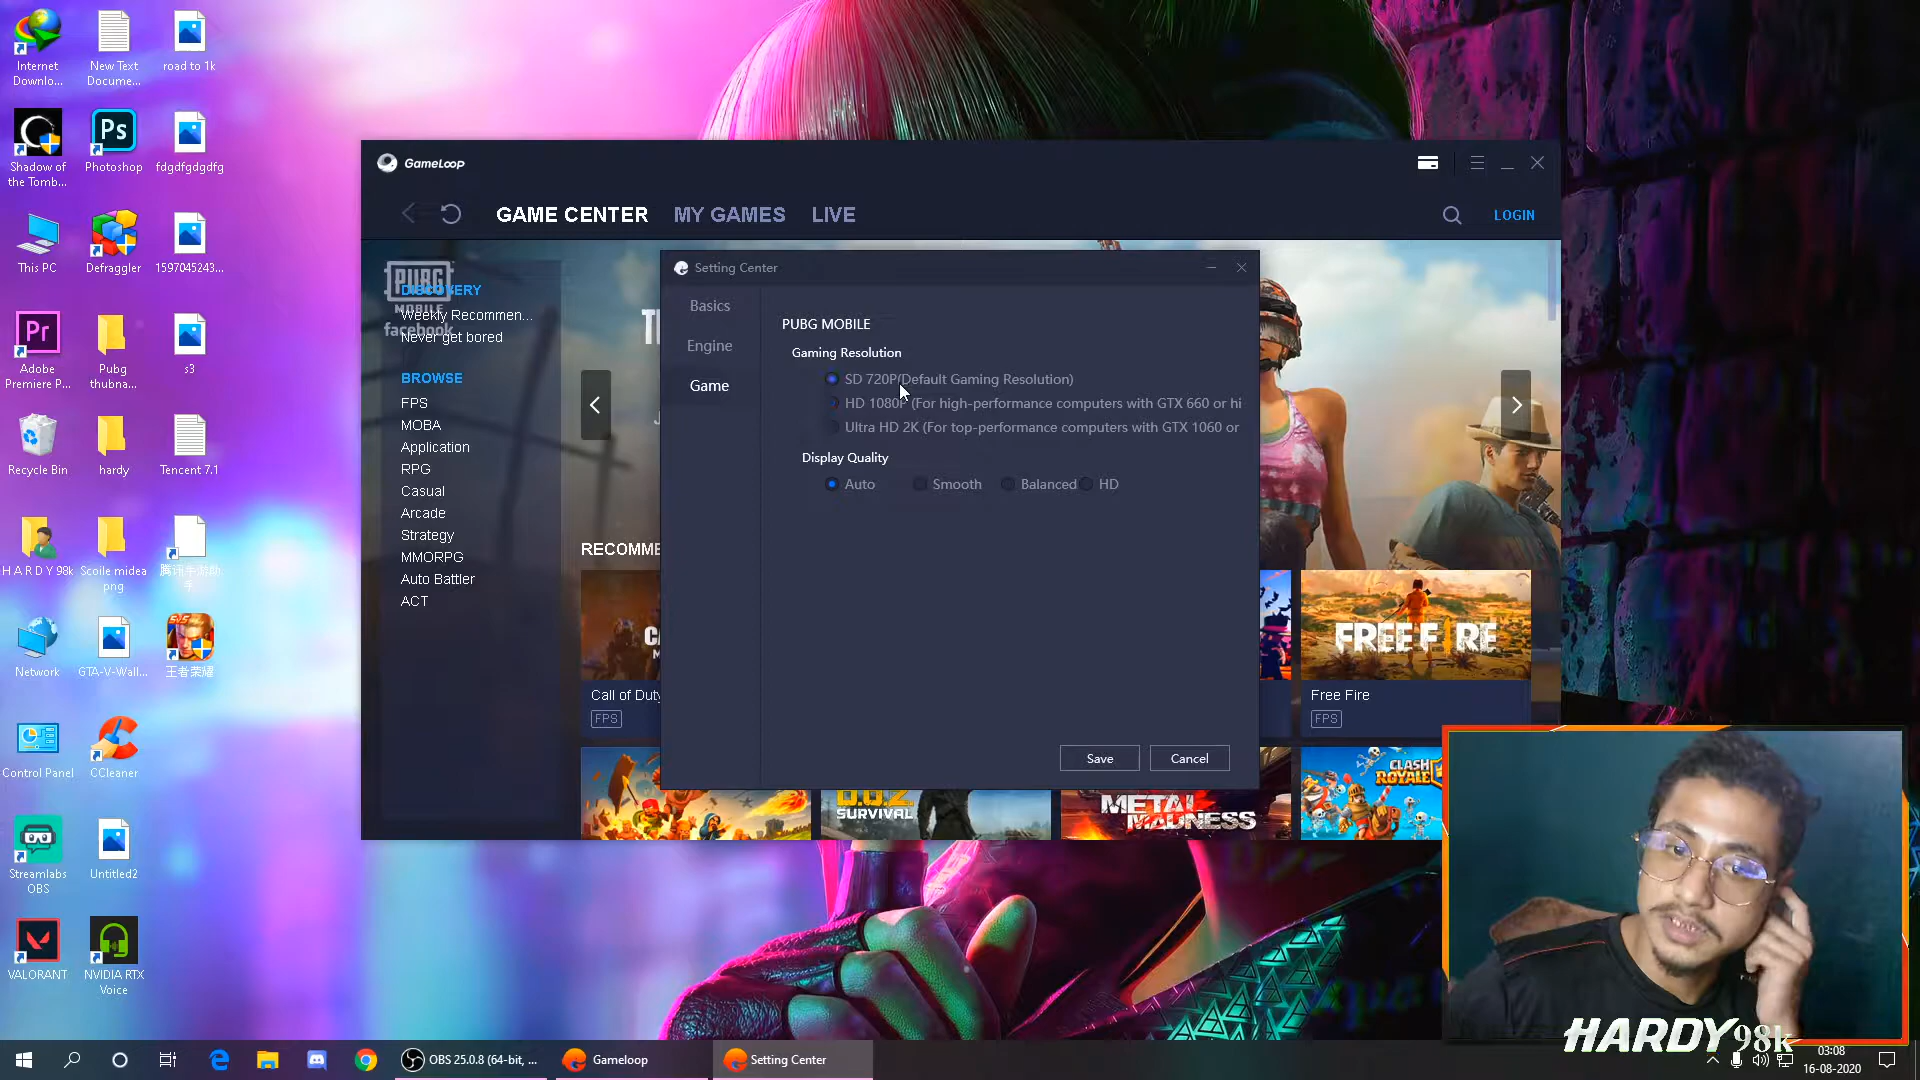 Internet
Downlo...
New Text
Docume...
road to 1k
Shadow of
the Tomb...
Ps
Photoshop
fdgdfgdgdfg
This PC
Defraggler
1597045243...
Pr
Adobe
Premiere P...
Pubg
thubna...
s3
Recycle Bin
hardy
Tencent 7.1
H A R D Y 98k
Scoile midea
png
腾讯手游助
手
Network
GTA-V-Wall...
王者荣耀
Control Panel
CCleaner
Streamlabs
OBS
Untitled2
VALORANT
NVIDIA RTX
Voice
GameLoop
GAME CENTER
MY GAMES
LIVE
LOGIN
PUBG
MOBILE
facebook
DISCOVERY
Weekly Recommen...
Never get bored
BROWSE
FPS
MOBA
Application
RPG
Casual
Arcade
Strategy
MMORPG
Auto Battler
ACT
RECOMME
Call of Duty
FPS
FREE FIRE
Free Fire
FPS
SURVIVAL
METAL
MADNESS
CLASH
ROYALE
Setting Center
Basics
Engine
Game
PUBG MOBILE
Gaming Resolution
SD 720P(Default Gaming Resolution)
HD 1080P (For high-performance computers with GTX 660 or hi
Ultra HD 2K (For top-performance computers with GTX 1060 or
Display Quality
Auto
Smooth
Balanced
HD
Save
Cancel
HARDY98k
OBS 25.0.8 (64-bit, ...
Gameloop
Setting Center
03:08
16-08-2020